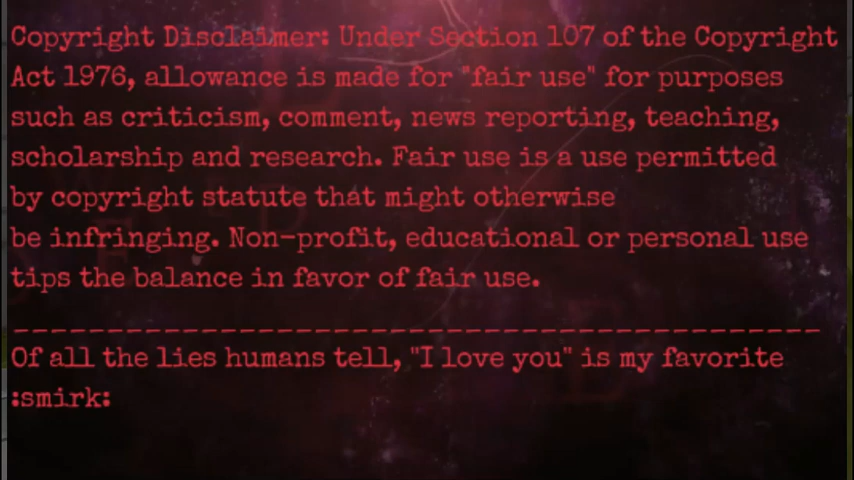 Copyright Disclaimer: Under Section 107 of the Copyright
Act 1976, allowance is made for "fair use" for purposes
such as criticism, comment, news reporting, teaching,
scholarship and research. Fair use is a use permitted
by copyright statute that might otherwise
be infringing. Non-profit, educational or personal use
tips the balance in favor of fair use.
___________________________________________
Of all the lies humans tell, "I love you" is my favorite
:smirk: